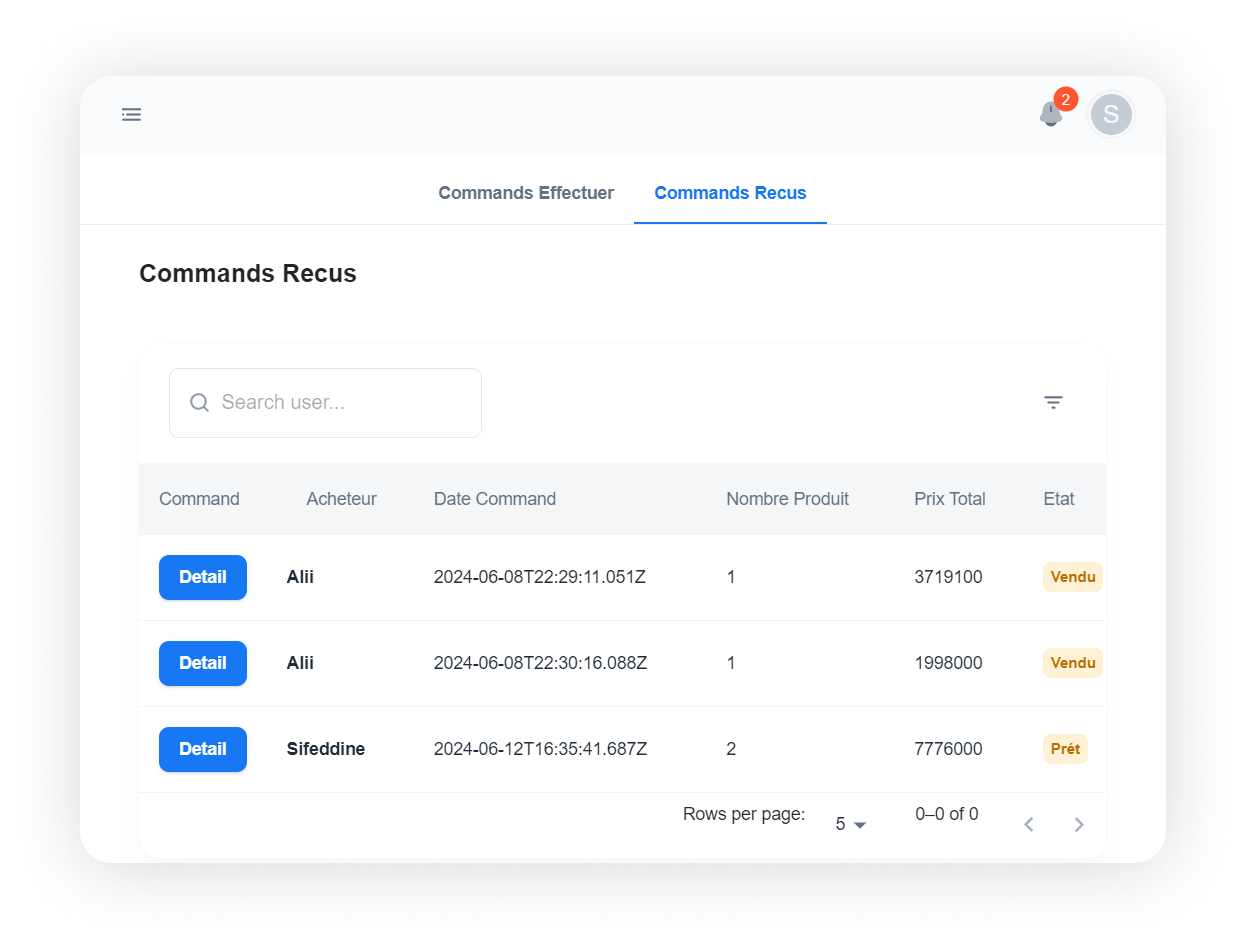 2
S
Commands Effectuer Commands Recus
Commands Recus
Search user...
Command Acheteur Date Command Nombre Produit Prix Total Etat
Detail Alii 2024-06-08T22:29:11.051Z 1 3719100 Vendu
Detail Alii 2024-06-08T22:30:16.088Z 1 1998000 Vendu
Detail Sifeddine 2024-06-12T16:35:41.687Z 2 7776000 Prét
Rows per page: 5 0–0 of 0